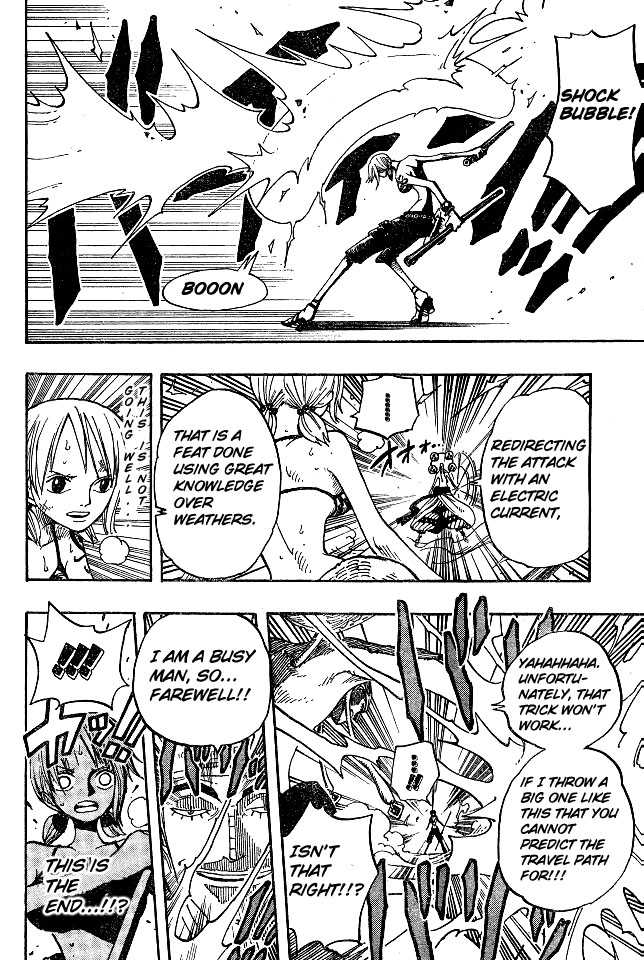 SHOCK
BUBBLE!
BOOON
REDIRECTING
THE ATTACK
WITH AN
ELECTRIC
CURRENT,
......
THAT IS A
FEAT DONE
USING GREAT
KNOWLEDGE
OVER
WEATHERS.
THIS IS NOT
GOING WELL.
YAHAHHAHA.
UNFORTU-
NATELY, THAT
TRICK WON'T
WORK...
IF I THROW A
BIG ONE LIKE
THIS THAT YOU
CANNOT
PREDICT THE
TRAVEL PATH
FOR!!!
ISN'T
THAT
RIGHT!!?
I AM A BUSY
MAN, SO...
FAREWELL!!
!!!!
THIS IS
THE
END...!!?